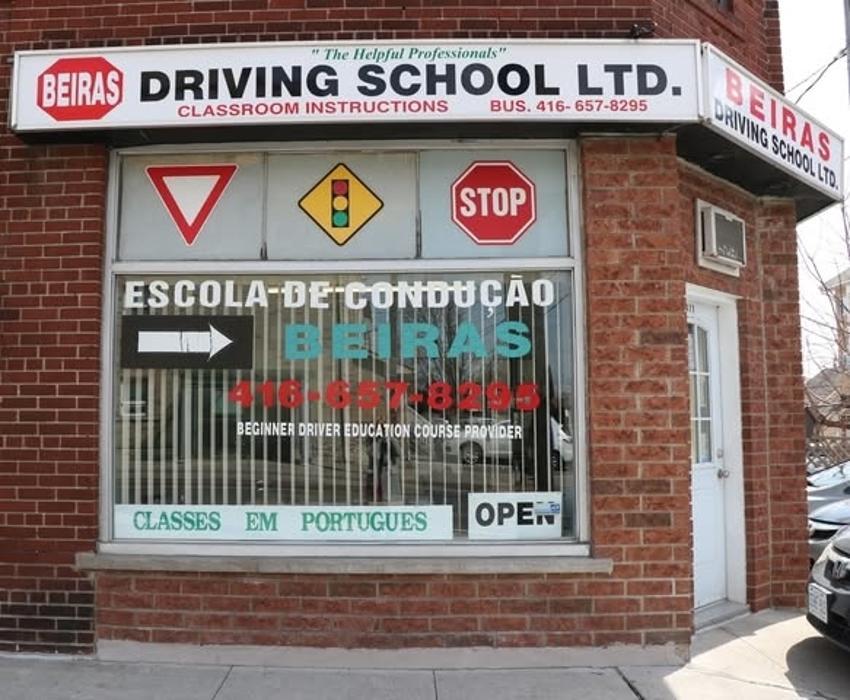 "The Helpful Professionals"
BEIRAS DRIVING SCHOOL LTD.
CLASSROOM INSTRUCTIONS BUS. 416-657-8295
BEIRAS
DRIVING SCHOOL LTD.
STOP
ESCOLA DE CONDUÇÃO
BEIRAS
416-657-8295
BEGINNER DRIVER EDUCATION COURSE PROVIDER
CLASSES EM PORTUGUES
OPEN